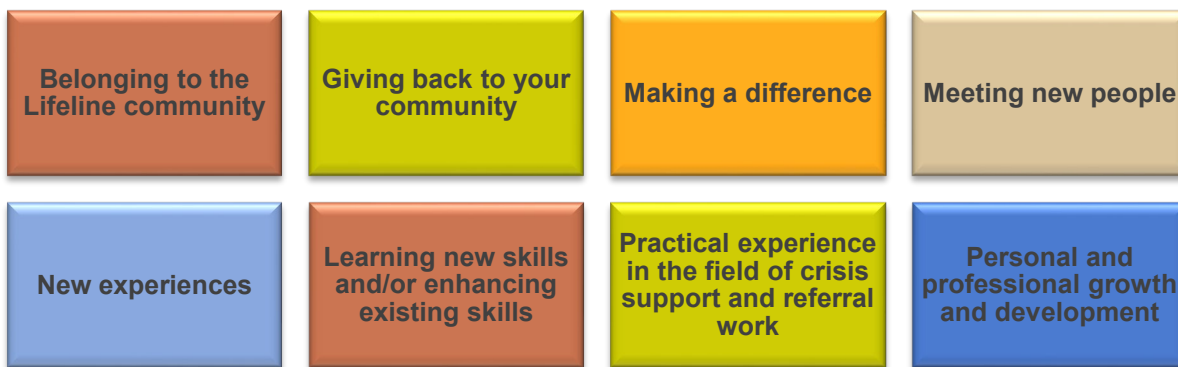 Belonging to the
Lifeline community
Giving back to your
community
Making a difference
Meeting new people
New experiences
Learning new skills
and/or enhancing
existing skills
Practical experience
in the field of crisis
support and referral
work
Personal and
professional growth
and development